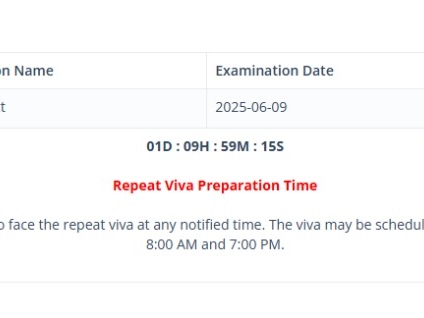 on Name Examination Date
t 2025-06-09
01D : 09H : 59M : 15S
Repeat Viva Preparation Time
o face the repeat viva at any notified time. The viva may be schedul
8:00 AM and 7:00 PM.